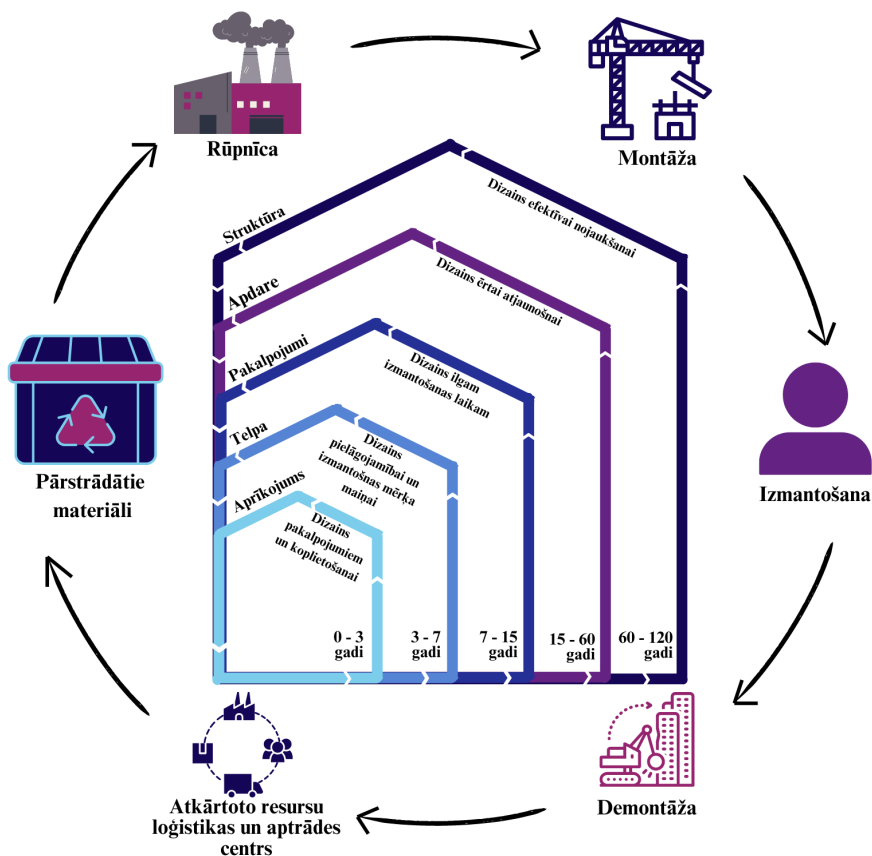 Rūpnīca
Montāža
Struktūra
Dizains efektīvai nojaukšanai
Apdare
Dizains ērtai atjaunošnai
Pakalpojumi
Dizains ilgam
izmantošanas laikam
Telpa
Dizains
pielāgojamībai un
izmantošnas mērķa
maiņai
Aprīkojums
Dizains
pakalpojumiem
un koplietošanai
Pārstrādātie
materiāli
Izmantošana
0 - 3
gadi
3 - 7
gadi
7 - 15
gadi
15 - 60
gadi
60 - 120
gadi
Atkārtoto resursu
loģistikas un aptrādes
centrs
Demontāža